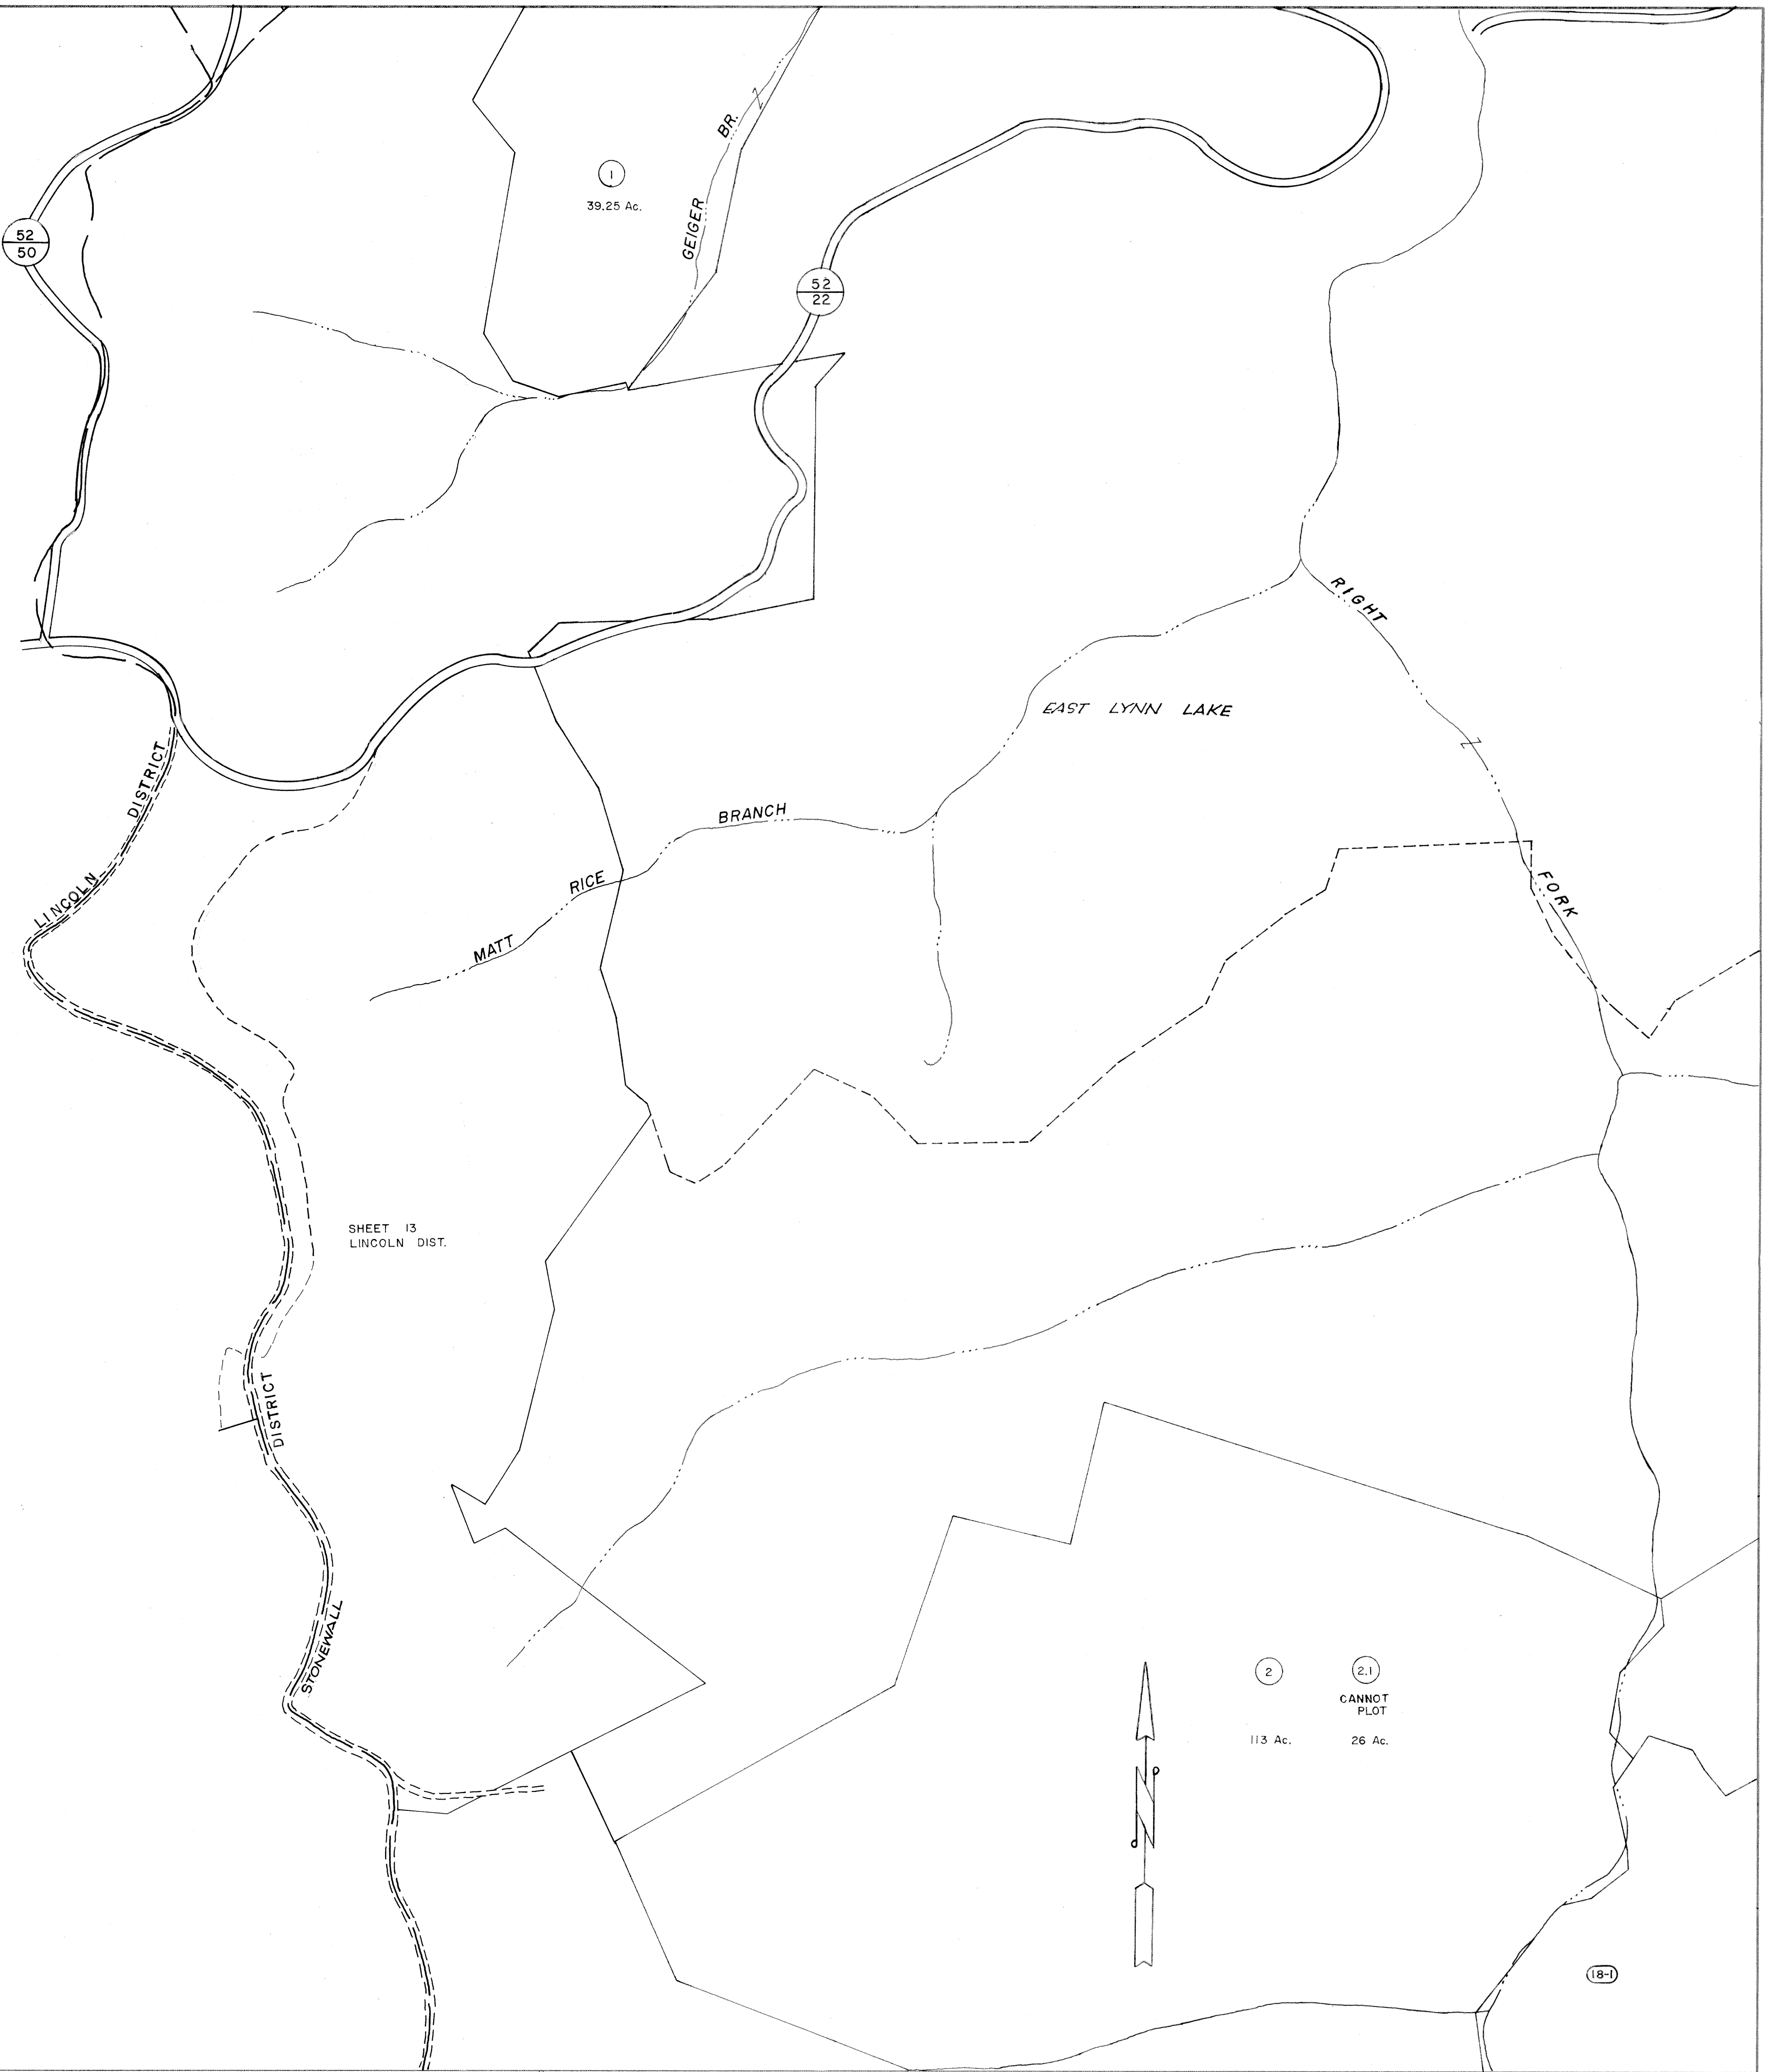 1
39.25 Ac.
GEIGER BR.
52
50
52
22
RIGHT FORK
EAST LYNN LAKE
LINCOLN DISTRICT
MATT RICE BRANCH
SHEET 13
LINCOLN DIST.
STONEWALL DISTRICT
2
2.1
CANNOT
PLOT
113 Ac.
26 Ac.
18-1